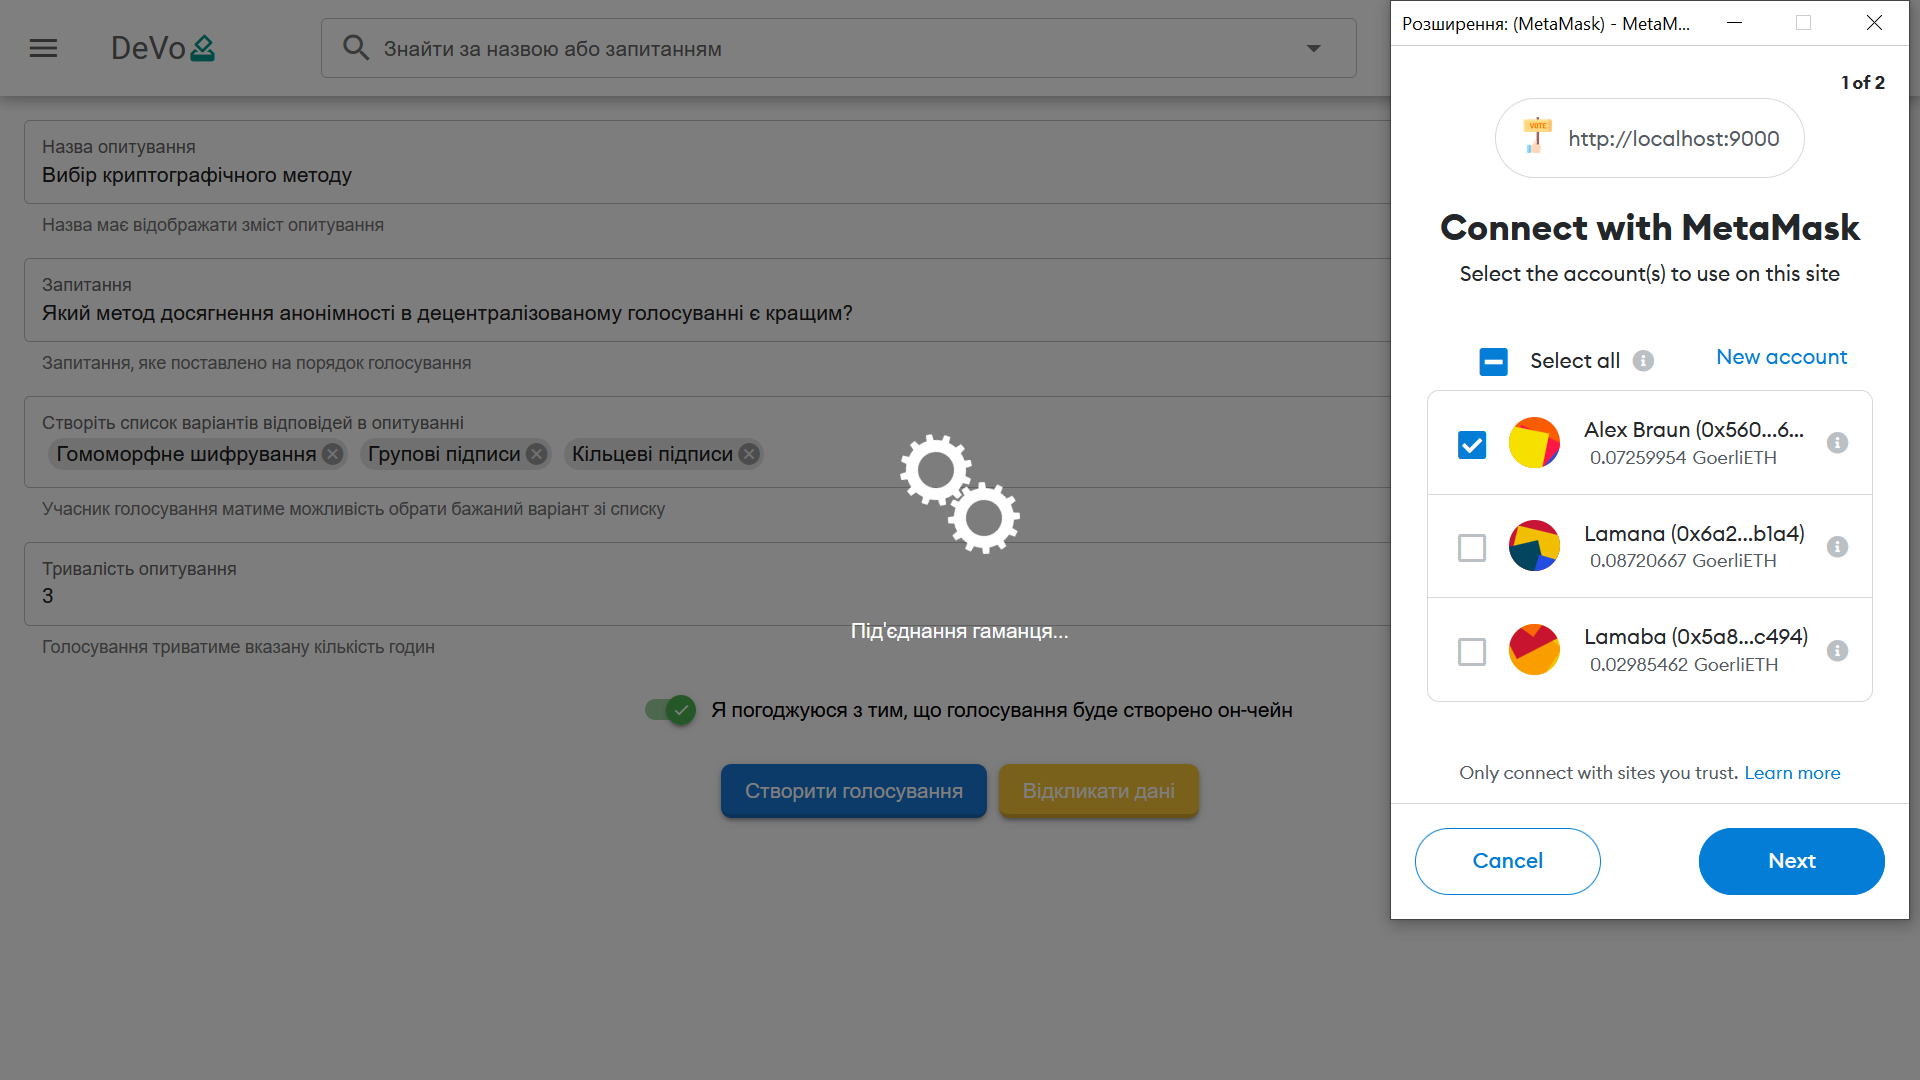 DeVo
Знайти за назвою або запитанням
Назва опитування
Вибір криптографічного методу
Назва має відображати зміст опитування
Запитання
Який метод досягнення анонімності в децентралізованому голосуванні є кращим?
Запитання, яке поставлено на порядок голосування
Створіть список варіантів відповідей в опитуванні
Гомоморфне шифрування Групові підписи Кільцеві підписи
Учасник голосування матиме можливість обрати бажаний варіант зі списку
Тривалість опитування
3
Голосування триватиме вказану кількість годин
Під'єднання гаманця...
Я погоджуюся з тим, що голосування буде створено он-чейн
Створити голосування Відкликати дані
Розширення: (MetaMask) - MetaM...
1 of 2
VOTE
http://localhost:9000
Connect with MetaMask
Select the account(s) to use on this site
Select all New account
Alex Braun (0x560...6...
0.07259954 GoerliETH
Lamana (0x6a2...b1a4)
0.08720667 GoerliETH
Lamaba (0x5a8...c494)
0.02985462 GoerliETH
Only connect with sites you trust. Learn more
Cancel Next